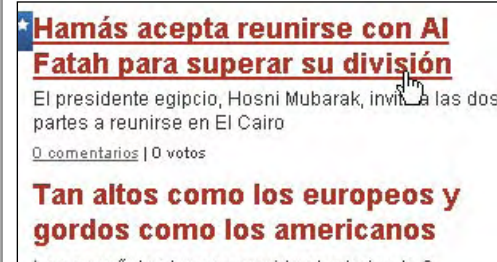 Hamás acepta reunirse con Al
Fatah para superar su división
El presidente egipcio, Hosni Mubarak, invita a las dos
partes a reunirse en El Cairo
0 comentarios | 0 votos
Tan altos como los europeos y
gordos como los americanos